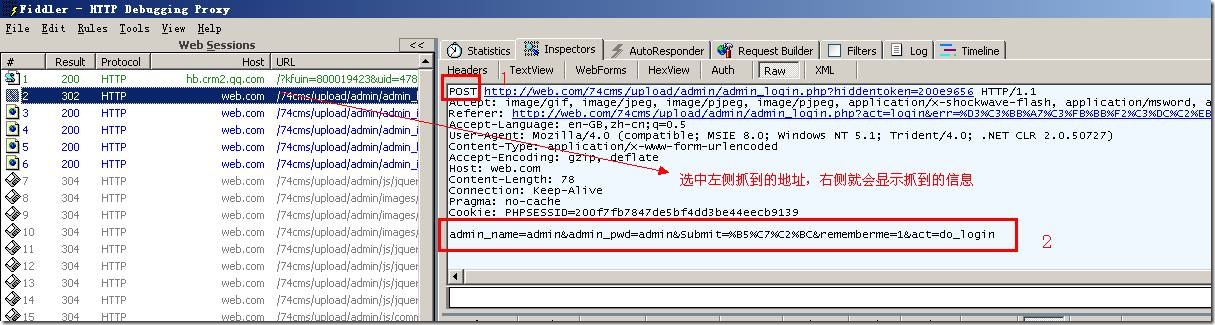 Fiddler - HTTP Debugging Proxy
File Edit Rules Tools View Help
Web Sessions <<
# Result Protocol Host URL
1 200 HTTP hb.crm2.qq.com /?kfuin=800019423&uid=478
2 302 HTTP web.com /74cms/upload/admin/admin_l
3 200 HTTP web.com /74cms/upload/admin/admin_l
4 200 HTTP web.com /74cms/upload/admin/admin_i
5 200 HTTP web.com /74cms/upload/admin/admin_i
6 200 HTTP web.com /74cms/upload/admin/admin_i
7 304 HTTP web.com /74cms/upload/admin/js/jquer
8 304 HTTP web.com /74cms/upload/admin/images/
9 304 HTTP web.com /74cms/upload/admin/images/
10 304 HTTP web.com /74cms/upload/admin/images/
11 304 HTTP web.com /74cms/upload/admin/js/jquer
12 304 HTTP web.com /74cms/upload/admin/js/jquer
13 304 HTTP web.com /74cms/upload/admin/js/jquer
14 304 HTTP web.com /74cms/upload/admin/images/
15 304 HTTP web.com /74cms/upload/admin/js/comm
Statistics Inspectors AutoResponder Request Builder Filters Log Timeline
Headers TextView WebForms HexView Auth Raw XML
1
POST http://web.com/74cms/upload/admin/admin_login.php?hiddentoken=200e9656 HTTP/1.1
Accept: image/gif, image/jpeg, image/pjpeg, image/pjpeg, application/x-shockwave-flash, application/msword, a
Referer: http://web.com/74cms/upload/admin/admin_login.php?act=login&err=%D3%C3%BB%A7%C3%FB%BB%F2%C3%DC%C2%EB
Accept-Language: en-GB,zh-cn;q=0.5
User-Agent: Mozilla/4.0 (compatible; MSIE 8.0; Windows NT 5.1; Trident/4.0; .NET CLR 2.0.50727)
Content-Type: application/x-www-form-urlencoded
Accept-Encoding: gzip, deflate
Host: web.com
Content-Length: 78
Connection: Keep-Alive
Pragma: no-cache
Cookie: PHPSESSID=200f7fb7847de5bf4dd3be44eecb9139
选中左侧抓到的地址，右侧就会显示抓到的信息
admin_name=admin&admin_pwd=admin&Submit=%B5%C7%C2%BC&rememberme=1&act=do_login
2